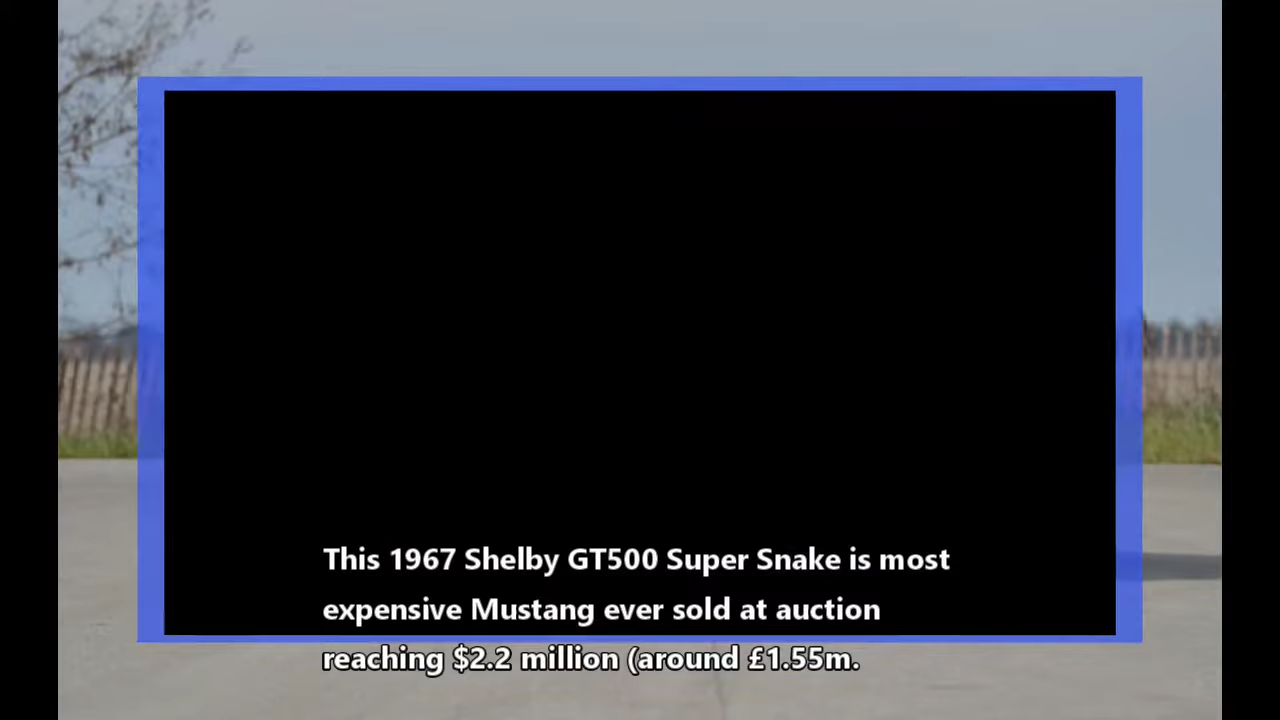 This 1967 Shelby GT500 Super Snake is most
expensive Mustang ever sold at auction
reaching $2.2 million (around £1.55m.